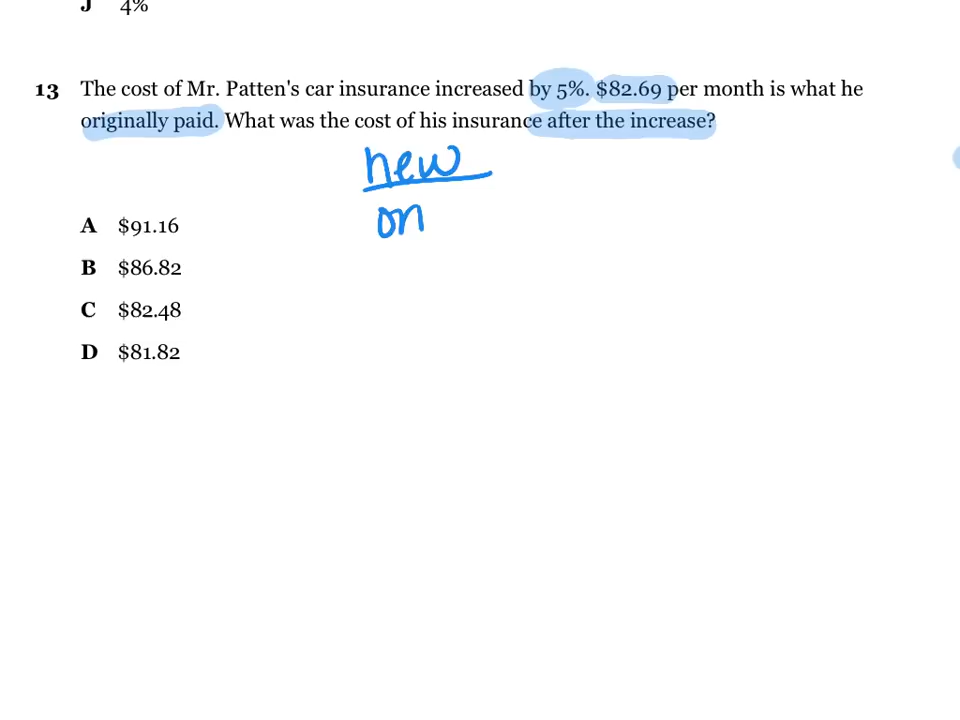 J 4%
13 The cost of Mr. Patten's car insurance increased by 5%. $82.69 per month is what he
originally paid. What was the cost of his insurance after the increase?
new
on
A $91.16
B $86.82
C $82.48
D $81.82